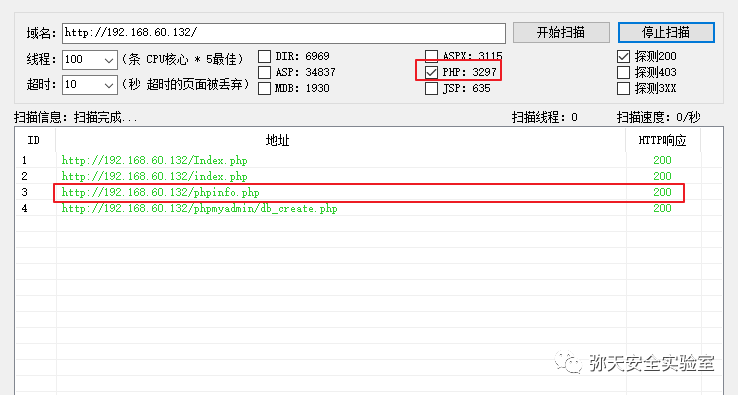 域名: http://192.168.60.132/ 开始扫描 停止扫描
线程: 100 (条 CPU核心 * 5最佳) DIR: 6969 ASPX: 3115 探测200
ASP: 34837 PHP: 3297 探测403
超时: 10 (秒 超时的页面被丢弃) MDB: 1930 JSP: 635 探测3XX
扫描信息: 扫描完成... 扫描线程: 0 扫描速度: 0/秒
ID 地址 HTTP响应
1 http://192.168.60.132/Index.php 200
2 http://192.168.60.132/index.php 200
3 http://192.168.60.132/phpinfo.php 200
4 http://192.168.60.132/phpmyadmin/db_create.php 200
弥天安全实验室